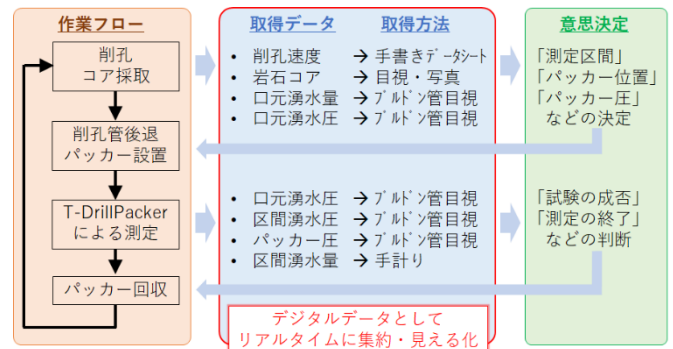 作業フロー
削孔
コア採取
削孔管後退
パッカー設置
T-DrillPacker
による測定
パッカー回収
取得データ 取得方法
• 削孔速度 → 手書きデータシート
• 岩石コア → 目視・写真
• 口元湧水量 → ブルドン管目視
• 口元湧水圧 → ブルドン管目視
• 口元湧水圧 → ブルドン管目視
• 区間湧水圧 → ブルドン管目視
• パッカー圧 → ブルドン管目視
• 区間湧水量 → 手計り
デジタルデータとして
リアルタイムに集約・見える化
意思決定
「測定区間」
「パッカー位置」
「パッカー圧」
などの決定
「試験の成否」
「測定の終了」
などの判断